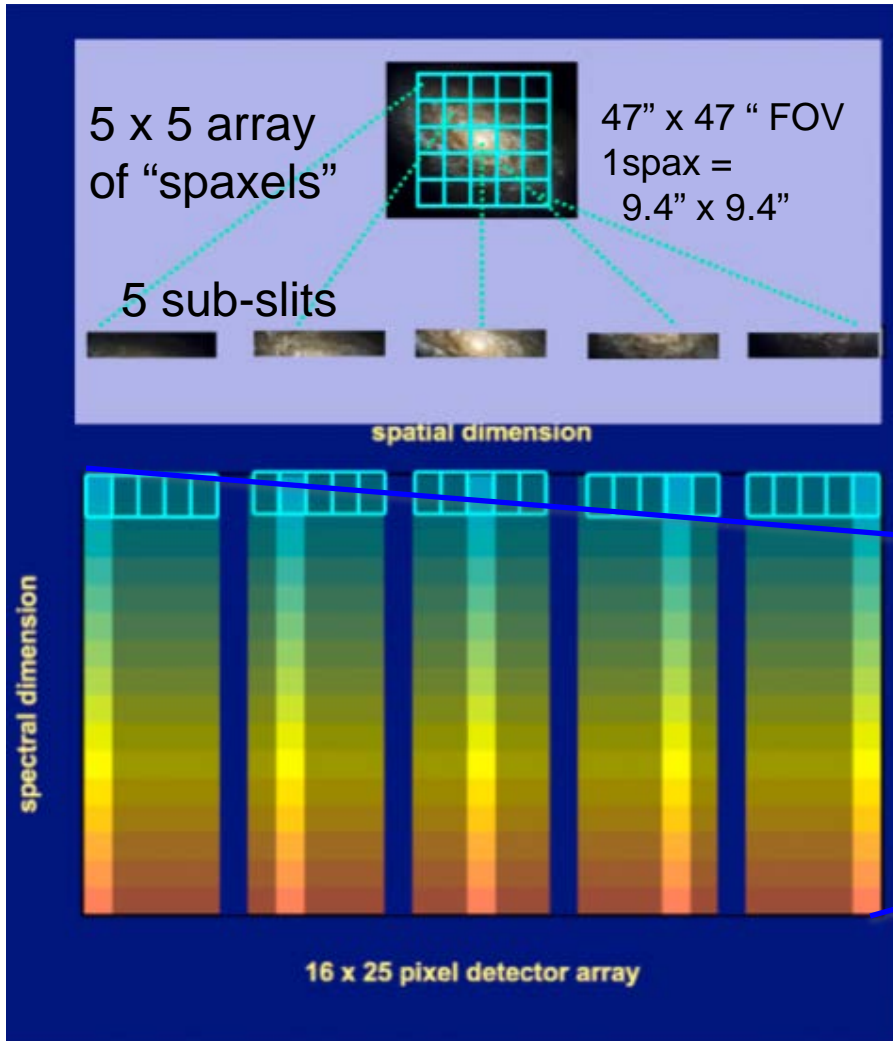 5 x 5 array
of “spaxels”
47” x 47 “ FOV
1spax =
9.4” x 9.4”
5 sub-slits
spatial dimension
spectral dimension
16 x 25 pixel detector array